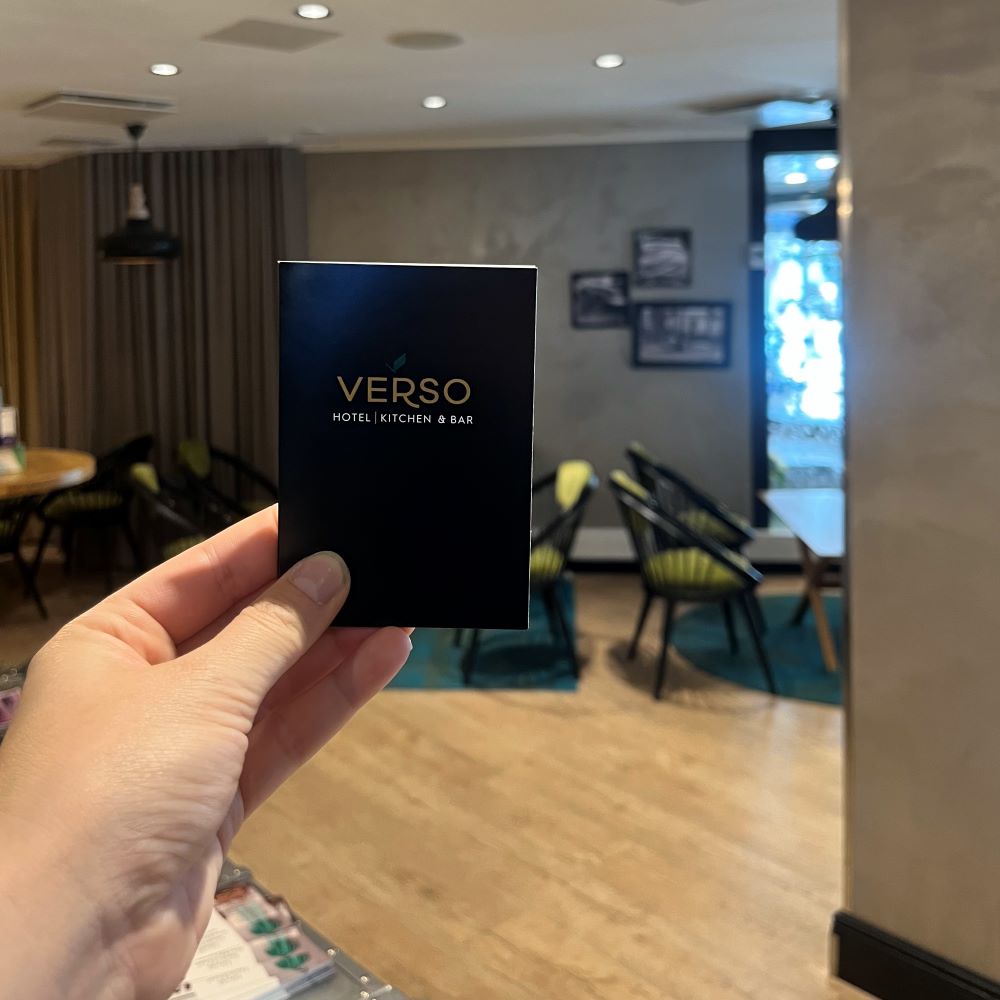 VERSO
HOTEL | KITCHEN & BAR